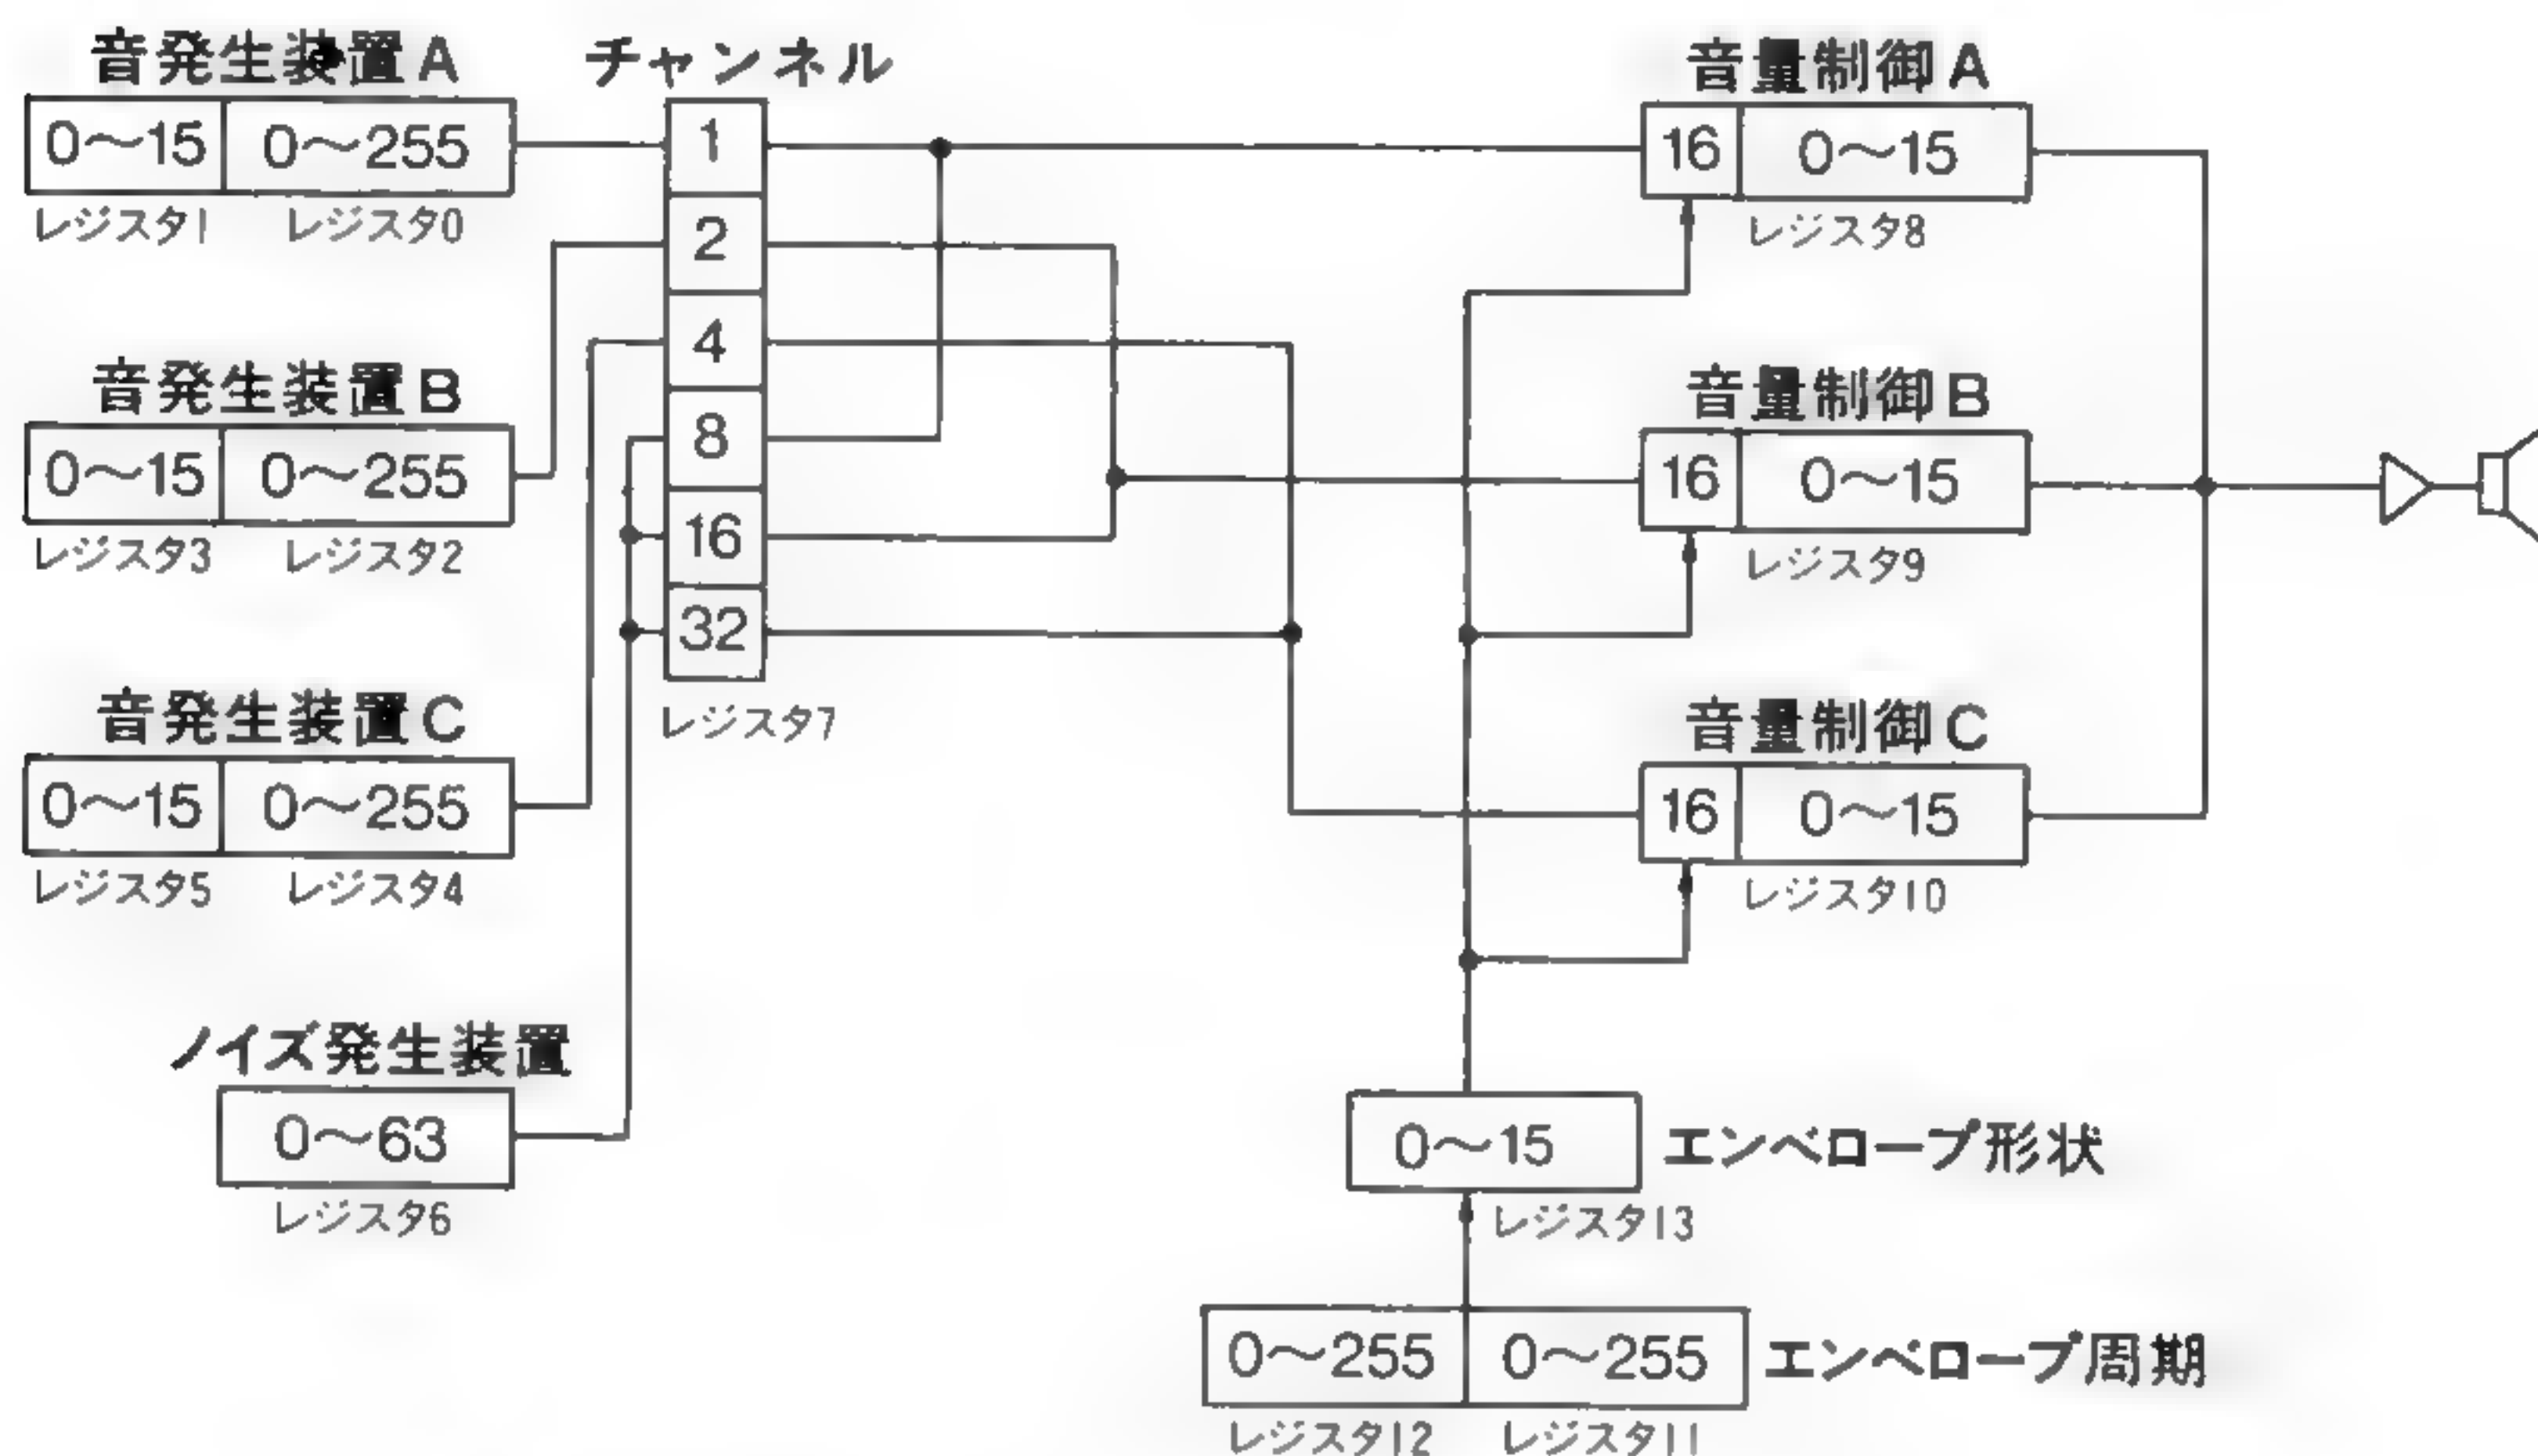 音発生装置A
0～15 0～255
レジスタ1 レジスタ0
音発生装置B
0～15 0～255
レジスタ3 レジスタ2
音発生装置C
0～15 0～255
レジスタ5 レジスタ4
ノイズ発生装置
0～63
レジスタ6
チャンネル
1
2
4
8
16
32
レジスタ7
音量制御A
16 0～15
レジスタ8
音量制御B
16 0～15
レジスタ9
音量制御C
16 0～15
レジスタ10
0～15 エンベロープ形状
レジスタ13
0～255 0～255 エンベロープ周期
レジスタ12 レジスタ11